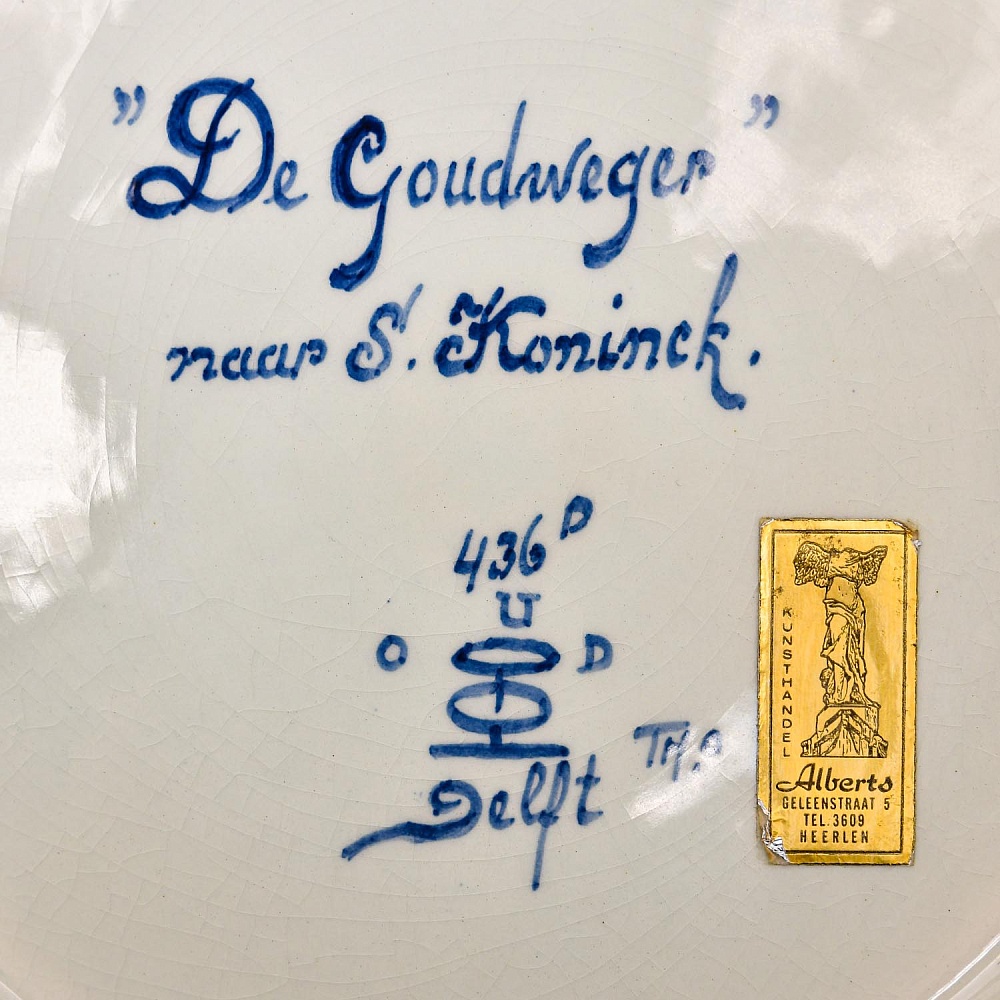 "De Goudweger"
naar S. Koninck.
436 D
U
O D
Delft
KUNSTHANDEL
Alberts
GELEENSTRAAT 5
TEL. 3609
HEERLEN